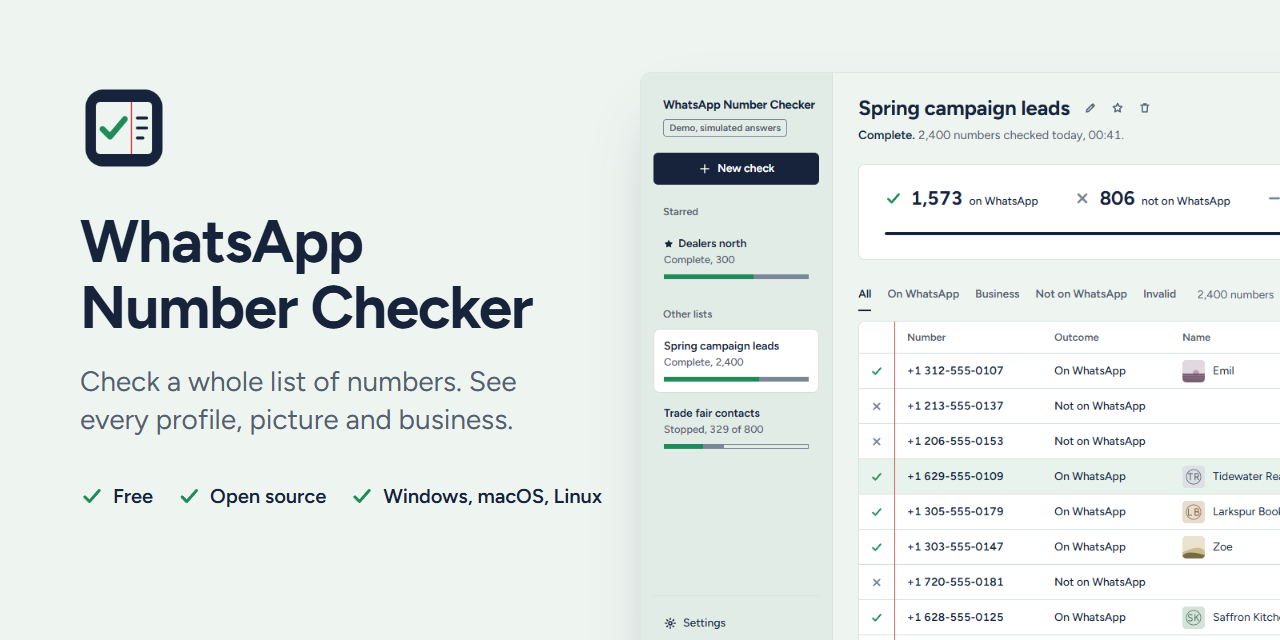 WhatsApp
Number Checker
Check a whole list of numbers. See
every profile, picture and business.
Free
Open source
Windows, macOS, Linux
WhatsApp Number Checker
Demo, simulated answers
New check
Starred
Dealers north
Complete, 300
Other lists
Spring campaign leads
Complete, 2,400
Trade fair contacts
Stopped, 329 of 800
Settings
Spring campaign leads
Complete. 2,400 numbers checked today, 00:41.
1,573 on WhatsApp 806 not on WhatsApp
All On WhatsApp Business Not on WhatsApp Invalid 2,400 numbers
Number Outcome Name
+1 312-555-0107 On WhatsApp Emil
+1 213-555-0137 Not on WhatsApp
+1 206-555-0153 Not on WhatsApp
+1 629-555-0109 On WhatsApp TR Tidewater Rea
+1 305-555-0179 On WhatsApp LB Larkspur Book
+1 303-555-0147 On WhatsApp Zoe
+1 720-555-0181 Not on WhatsApp
+1 628-555-0125 On WhatsApp SK Saffron Kitche